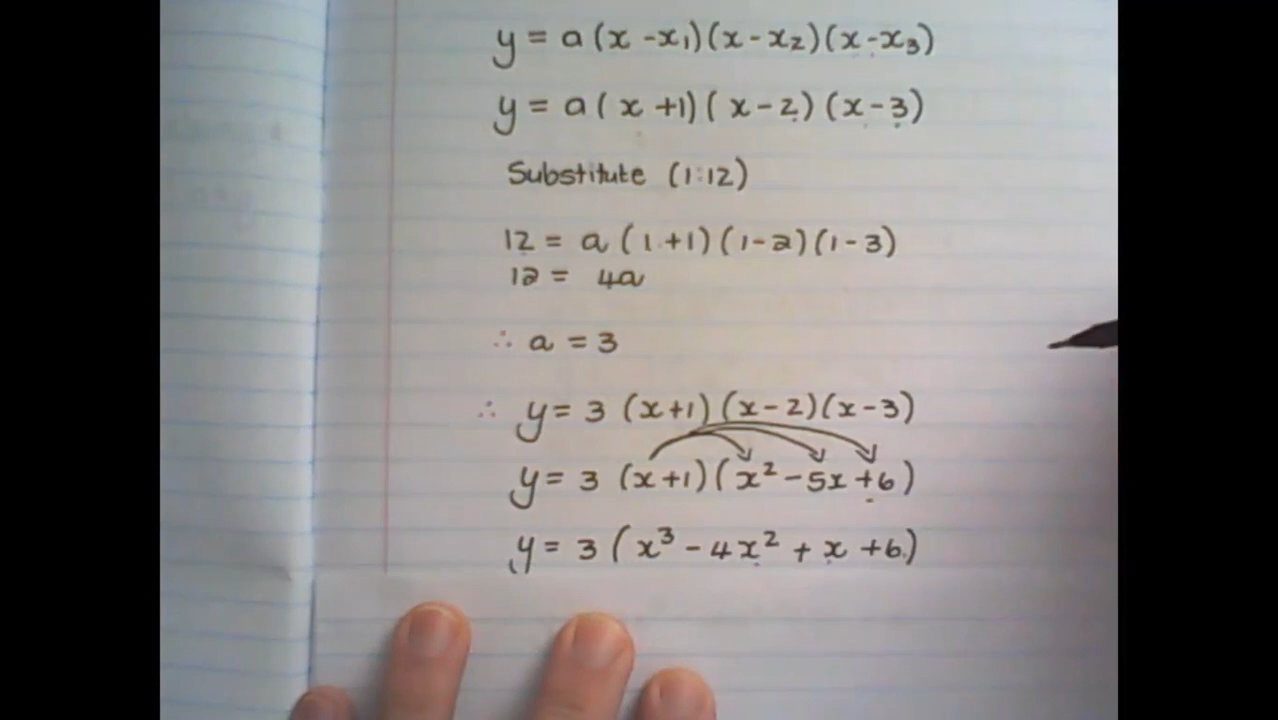 y = a (x - x₁) (x - x₂) (x - x₃)
y = a (x + 1) (x - 2) (x - 3)
Substitute (1:12)
12 = a (1 + 1) (1 - 2) (1 - 3)
12 = 4a
∴ a = 3
∴ y = 3 (x + 1) (x - 2) (x - 3)
y = 3 (x + 1) (x² - 5x + 6)
y = 3 (x³ - 4x² + x + 6)